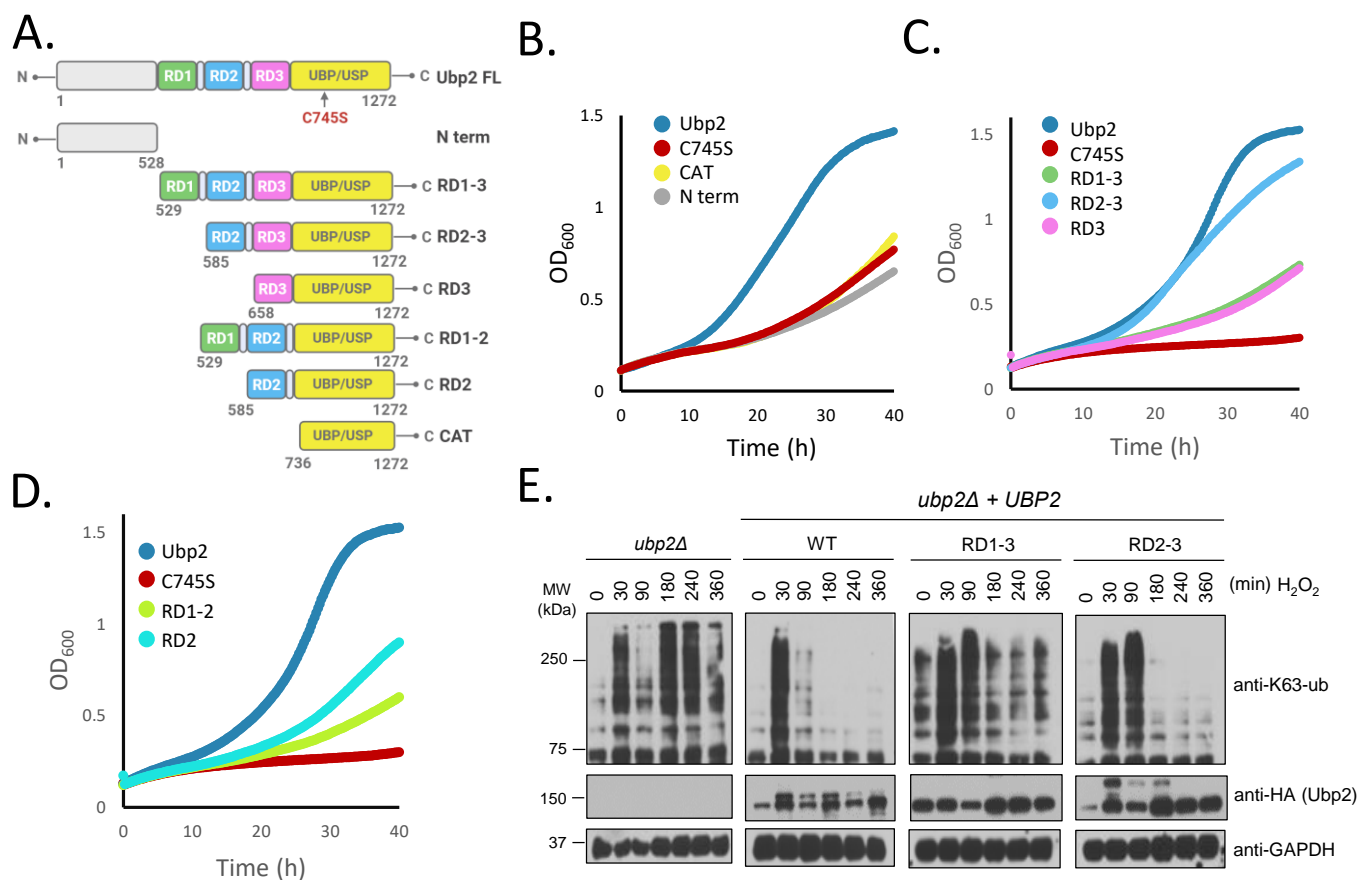 A.
N RD1 RD2 RD3 UBP/USP C Ubp2 FL
1 1272
C745S
N N term
1 528
RD1 RD2 RD3 UBP/USP C RD1-3
529 1272
RD2 RD3 UBP/USP C RD2-3
585 1272
RD3 UBP/USP C RD3
658 1272
RD1 RD2 UBP/USP C RD1-2
529 1272
RD2 UBP/USP C RD2
585 1272
UBP/USP C CAT
736 1272
B.
1.5
1
0.5
0
OD600
Ubp2
C745S
CAT
N term
0 10 20 30 40
Time (h)
C.
1.5
1
0.5
0
OD600
Ubp2
C745S
RD1-3
RD2-3
RD3
0 20 40
Time (h)
D.
1.5
1
0.5
0
OD600
Ubp2
C745S
RD1-2
RD2
0 20 40
Time (h)
E.
ubp2Δ + UBP2
ubp2Δ WT RD1-3 RD2-3
MW
(kDa)
0 30 90 180 240 360 0 30 90 180 240 360 0 30 90 180 240 360 0 30 90 180 240 360 (min) H2O2
250
anti-K63-ub
75
150 anti-HA (Ubp2)
37 anti-GAPDH